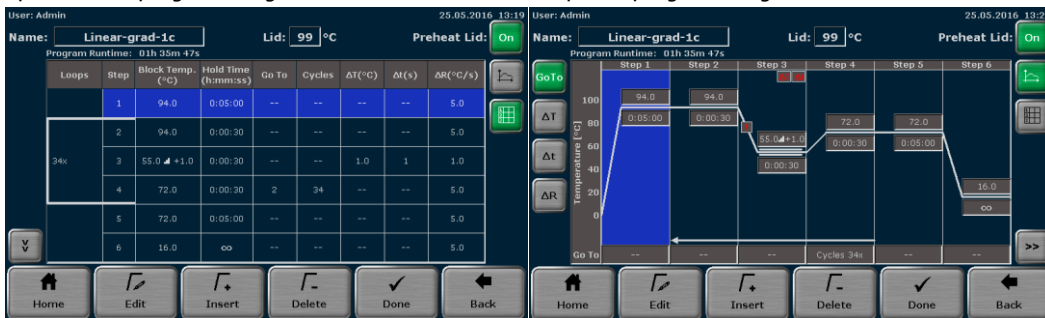 User: Admin
25.05.2016 13:19
Name: Linear-grad-1c Lid: 99 °C Preheat Lid: On
Program Runtime: 01h 35m 47s
Loops Step Block Temp. (°C) Hold Time (h:mm:ss) Go To Cycles ΔT(°C) Δt(s) ΔR(°C/s)
1 94.0 0:05:00 -- -- -- -- 5.0
2 94.0 0:00:30 -- -- -- -- 5.0
34x 3 55.0 +1.0 0:00:30 -- -- 1.0 1 1.0
4 72.0 0:00:30 2 34 -- -- 5.0
5 72.0 0:05:00 -- -- -- -- 5.0
6 16.0 ∞ -- -- -- -- 5.0
Home Edit Insert Delete Done Back
User: Admin
25.05.2016 13:2
Name: Linear-grad-1c Lid: 99 °C Preheat Lid: On
Program Runtime: 01h 35m 47s
Step 1 Step 2 Step 3 Step 4 Step 5 Step 6
GoTo
ΔT
Δt
ΔR
Temperature [°C]
100
80
60
40
20
0
94.0
0:05:00
94.0
0:00:30
55.0 +1.0
0:00:30
72.0
0:00:30
72.0
0:05:00
16.0
∞
Go To -- -- -- Cycles 34x -- --
>>
Home Edit Insert Delete Done Back